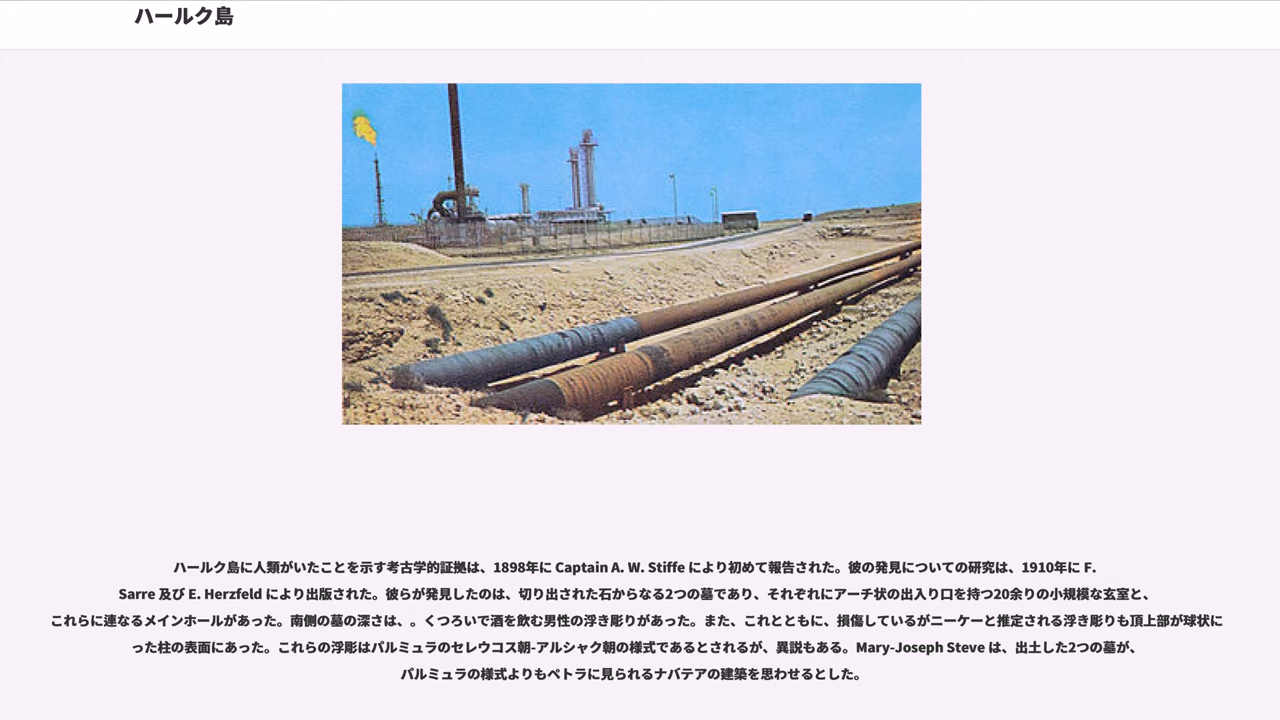 ハールク島
ハールク島に人類がいたことを示す考古学的証拠は、1898年に Captain A. W. Stiffe により初めて報告された。彼の発見についての研究は、1910年に F.
Sarre 及び E. Herzfeld により出版された。彼らが発見したのは、切り出された石からなる2つの墓であり、それぞれにアーチ状の出入り口を持つ20余りの小規模な玄室と、
これらに連なるメインホールがあった。南側の墓の深さは、。くつろいで酒を飲む男性の浮き彫りがあった。また、これとともに、損傷しているがニーケーと推定される浮き彫りも頂上部が球状に
った柱の表面にあった。これらの浮彫はパルミュラのセレウコス朝-アルシャク朝の様式であるとされるが、異説もある。Mary-Joseph Steve は、出土した2つの墓が、
パルミュラの様式よりもペトラに見られるナバテアの建築を思わせるとした。